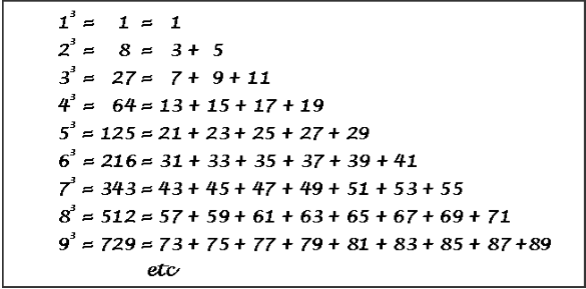 1³ = 1 = 1
2³ = 8 = 3 + 5
3³ = 27 = 7 + 9 + 11
4³ = 64 = 13 + 15 + 17 + 19
5³ = 125 = 21 + 23 + 25 + 27 + 29
6³ = 216 = 31 + 33 + 35 + 37 + 39 + 41
7³ = 343 = 43 + 45 + 47 + 49 + 51 + 53 + 55
8³ = 512 = 57 + 59 + 61 + 63 + 65 + 67 + 69 + 71
9³ = 729 = 73 + 75 + 77 + 79 + 81 + 83 + 85 + 87 +89
etc